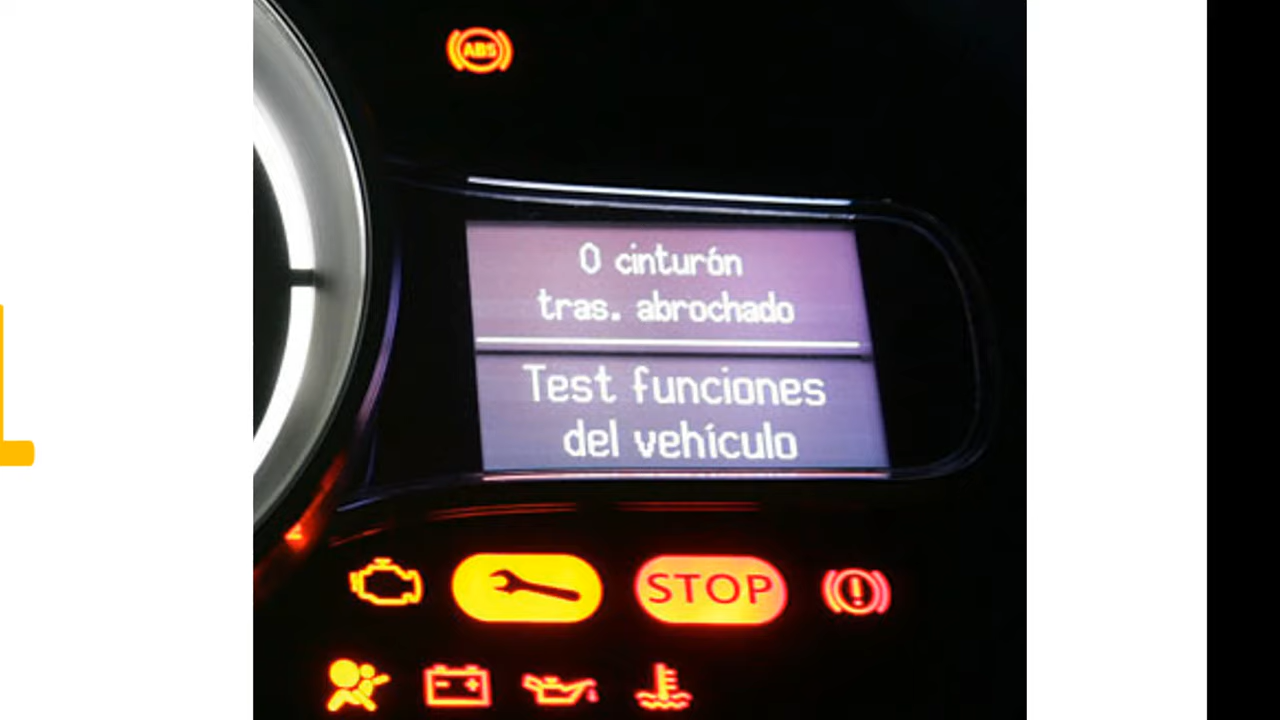 ABS
0 cinturón
tras. abrochado
Test funciones
del vehículo
STOP